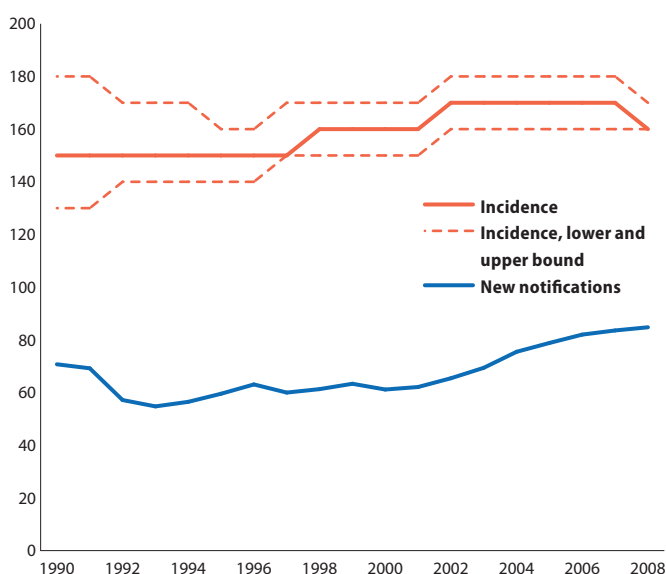 200
180
160
140
120
100
80
60
40
20
0
Incidence
Incidence, lower and
upper bound
New notifications
1990 1992 1994 1996 1998 2000 2002 2004 2006 2008